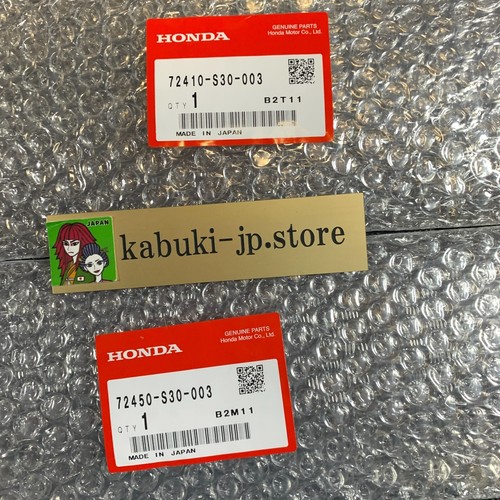 HONDA
GENUINE PARTS
Honda Motor Co., Ltd.
72410-S30-003
QTY 1 B2T11
MADE IN JAPAN
JAPAN
kabuki-jp.store
HONDA
GENUINE PARTS
Honda Motor Co., Ltd.
72450-S30-003
QTY 1 B2M11
MADE IN JAPAN